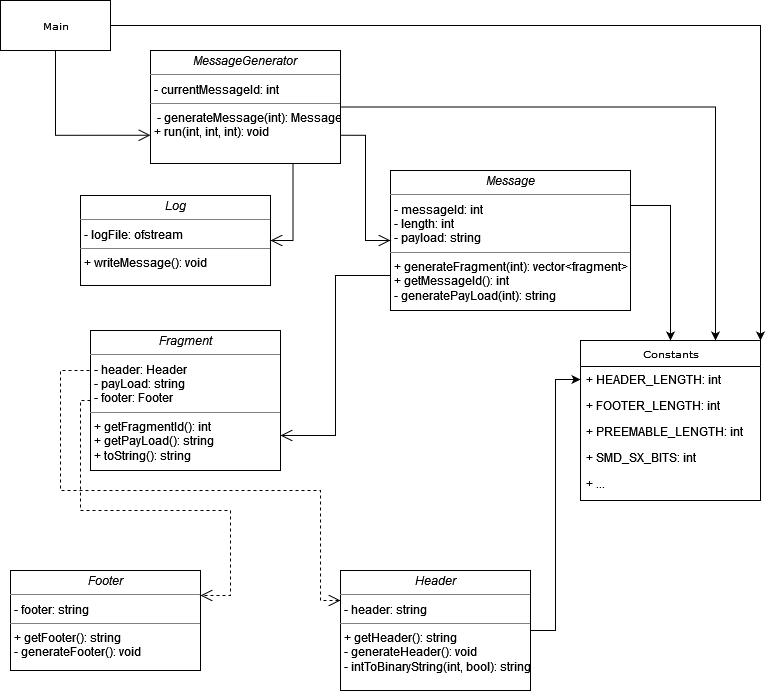 Main
MessageGenerator
- currentMessageId: int
- generateMessage(int): Message
+ run(int, int, int): void
Message
- messageId: int
- length: int
- payload: string
+ generateFragment(int): vector<fragment>
+ getMessageId(): int
- generatePayLoad(int): string
Log
- logFile: ofstream
+ writeMessage(): void
Fragment
- header: Header
- payLoad: string
- footer: Footer
+ getFragmentId(): int
+ getPayLoad(): string
+ toString(): string
Constants
+ HEADER_LENGTH: int
+ FOOTER_LENGTH: int
+ PREEMABLE_LENGTH: int
+ SMD_SX_BITS: int
+ ...
Footer
- footer: string
+ getFooter(): string
- generateFooter(): void
Header
- header: string
+ getHeader(): string
- generateHeader(): void
- intToBinaryString(int, bool): string